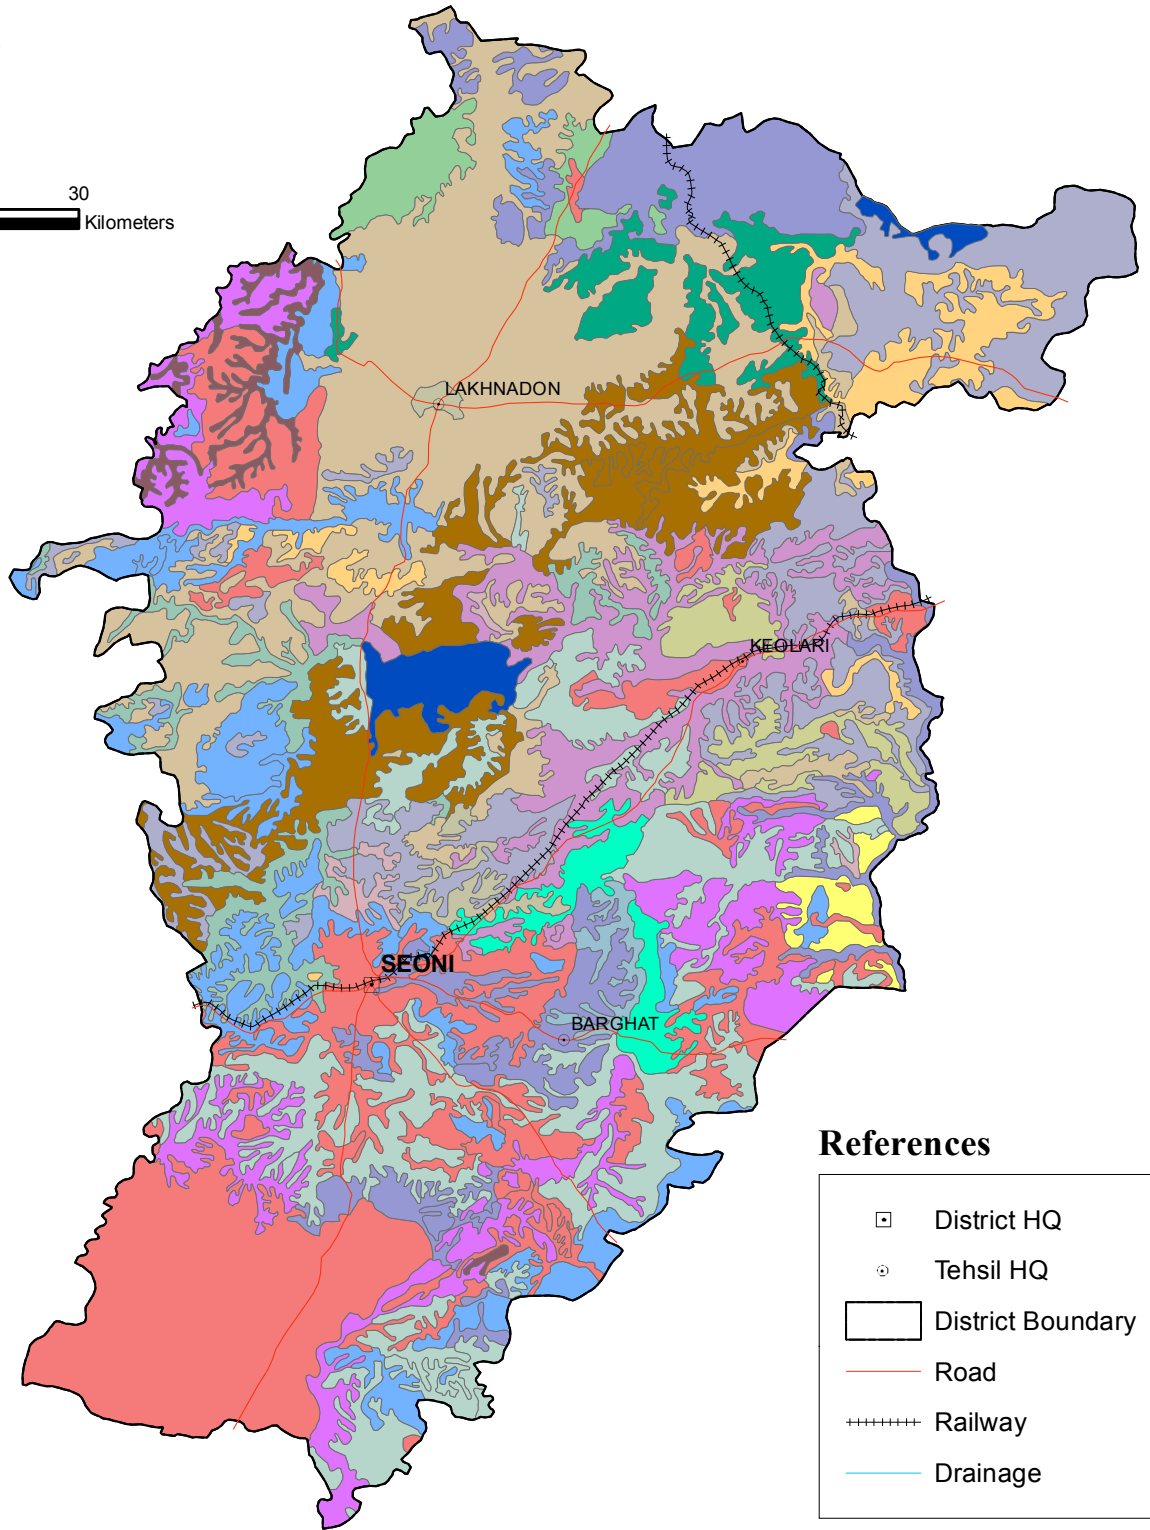 30
Kilometers
LAKHNADON
KEOLARI
SEONI
BARGHAT
References
District HQ
Tehsil HQ
District Boundary
Road
Railway
Drainage